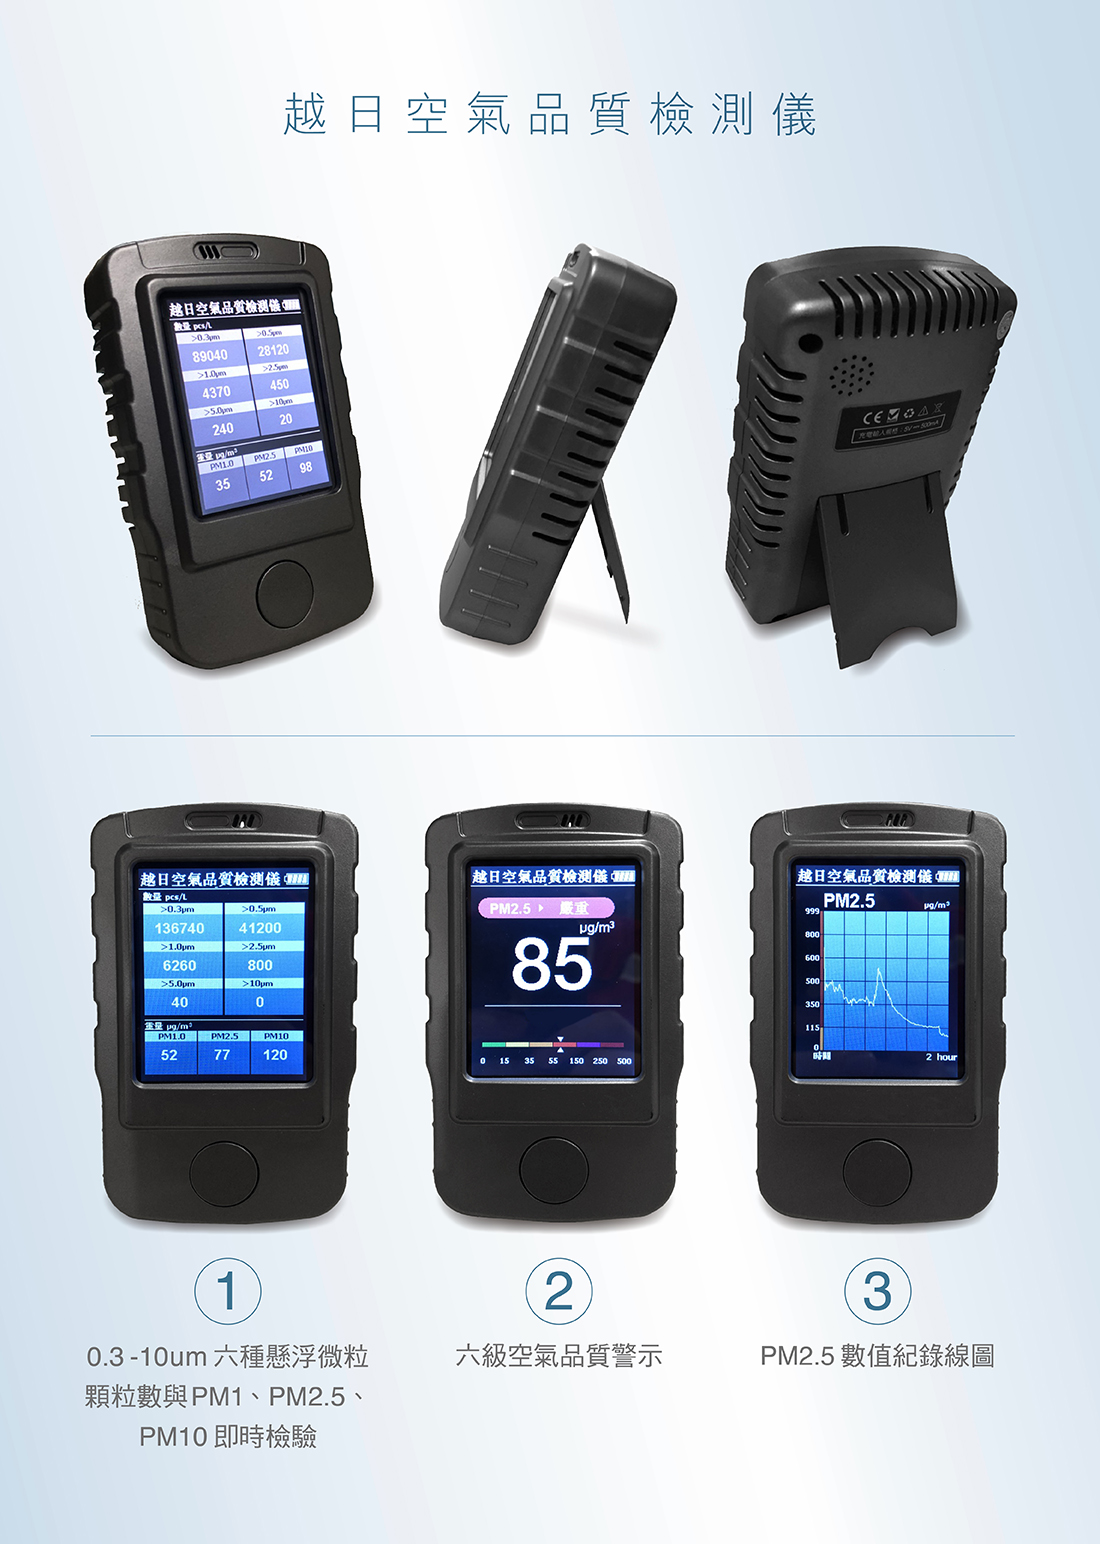 越日空氣品質檢測儀
越日空氣品質檢測儀
數量 pcs/L
>0.3μm >0.5μm
89040 28120
>1.0μm >2.5μm
4370 450
>5.0μm >10μm
240 20
重量 μg/m³
PM1.0 PM2.5 PM10
35 52 98
CE
充電輸入規格：5V 500mA
越日空氣品質檢測儀
數量 pcs/L
>0.3μm >0.5μm
136740 41200
>1.0μm >2.5μm
6260 800
>5.0μm >10μm
40 0
重量 μg/m³
PM1.0 PM2.5 PM10
52 77 120
越日空氣品質檢測儀
PM2.5 嚴重
μg/m³
85
0 15 35 55 150 250 500
越日空氣品質檢測儀
PM2.5 μg/m³
999
800
600
500
350
115
0
時間 2 hour
1
0.3 -10um 六種懸浮微粒
顆粒數與PM1、PM2.5、
PM10 即時檢驗
2
六級空氣品質警示
3
PM2.5 數值紀錄線圖